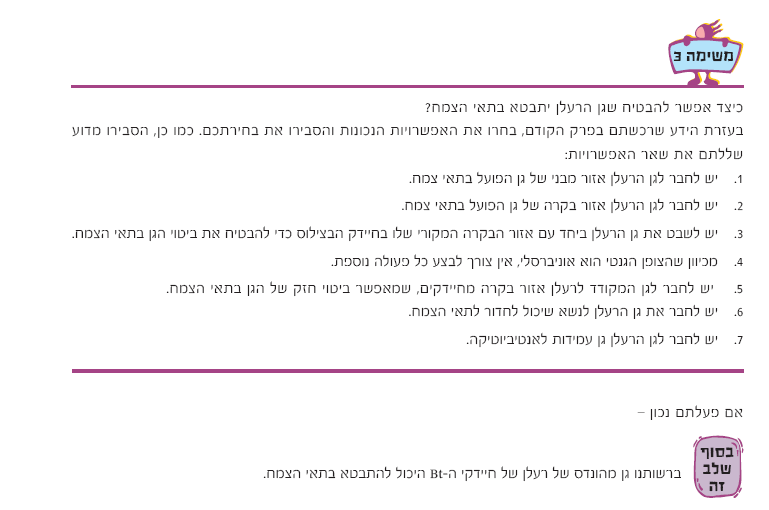 משימה 3
כיצד אפשר להבטיח שגן הרעלן יתבטא בתאי הצמח?
בעזרת הידע שרכשתם בפרק הקודם, בחרו את האפשרויות הנכונות והסבירו את בחירתכם. כמו כן, הסבירו מדוע
שללתם את שאר האפשרויות:
1. יש לחבר לגן הרעלן אזור מבני של גן הפועל בתאי צמח.
2. יש לחבר לגן הרעלן אזור בקרה של גן הפועל בתאי צמח.
3. יש לשבט את גן הרעלן ביחד עם אזור הבקרה המקורי שלו בחיידק הבצילוס כדי להבטיח את ביטוי הגן בתאי הצמח.
4. מכיוון שהצופן הגנטי הוא אוניברסלי, אין צורך לבצע כל פעולה נוספת.
5. יש לחבר לגן המקודד לרעלן אזור בקרה מחיידקים, שמאפשר ביטוי חזק של הגן בתאי הצמח.
6. יש לחבר את גן הרעלן לנשא שיכול לחדור לתאי הצמח.
7. יש לחבר לגן הרעלן גן עמידות לאנטיביוטיקה.
אם פעלתם נכון –
בסוף
שלב
זה
ברשותנו גן מהונדס של רעלן של חיידקי ה-Bt היכול להתבטא בתאי הצמח.